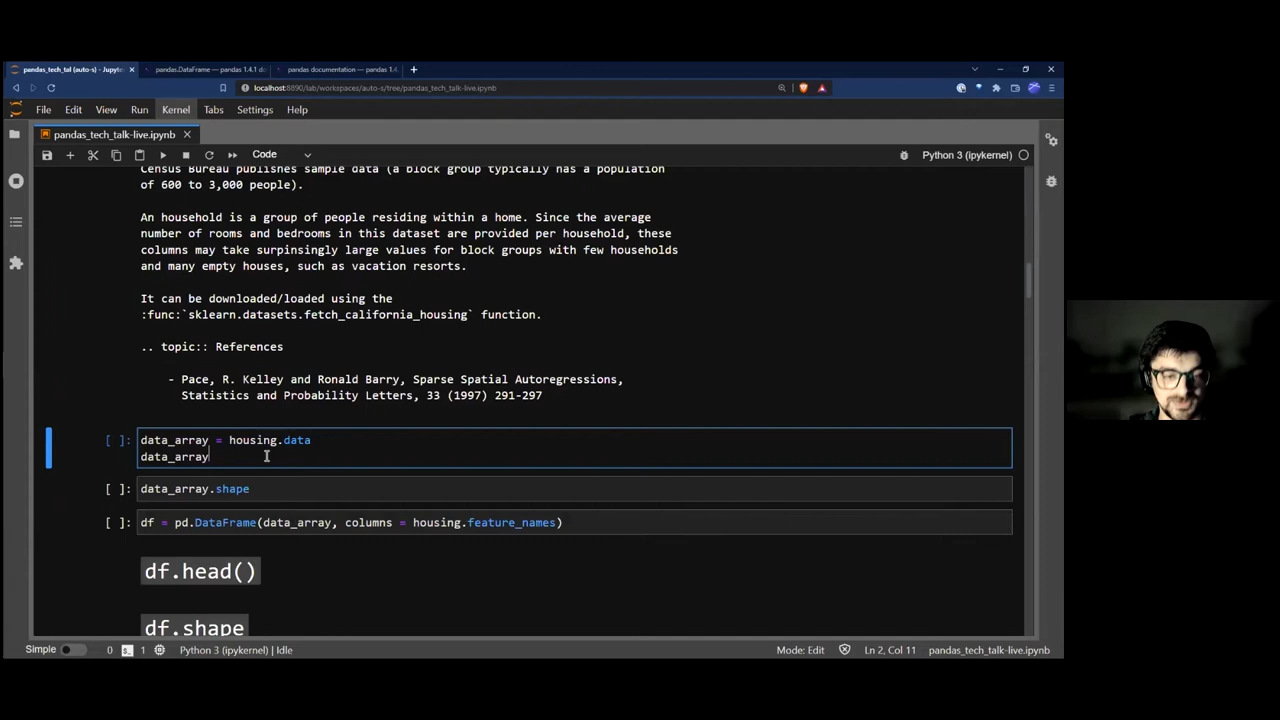 pandas_tech_tal (auto-s) - Jupyte
pandas.DataFrame — pandas 1.4.1 do
pandas documentation — pandas 1.4.
localhost:8890/lab/workspaces/auto-s/tree/pandas_tech_talk-live.ipynb
File Edit View Run Kernel Tabs Settings Help
pandas_tech_talk-live.ipynb
Code
Python 3 (ipykernel)
Census Bureau publishes sample data (a block group typically has a population
of 600 to 3,000 people).
An household is a group of people residing within a home. Since the average
number of rooms and bedrooms in this dataset are provided per household, these
columns may take surpinsingly large values for block groups with few households
and many empty houses, such as vacation resorts.
It can be downloaded/loaded using the
:func:`sklearn.datasets.fetch_california_housing` function.
.. topic:: References
- Pace, R. Kelley and Ronald Barry, Sparse Spatial Autoregressions,
Statistics and Probability Letters, 33 (1997) 291-297
[ ]: data_array = housing.data
data_array
[ ]: data_array.shape
[ ]: df = pd.DataFrame(data_array, columns = housing.feature_names)
df.head()
df.shape
Simple 0 1 Python 3 (ipykernel) | Idle
Mode: Edit Ln 2, Col 11 pandas_tech_talk-live.ipynb